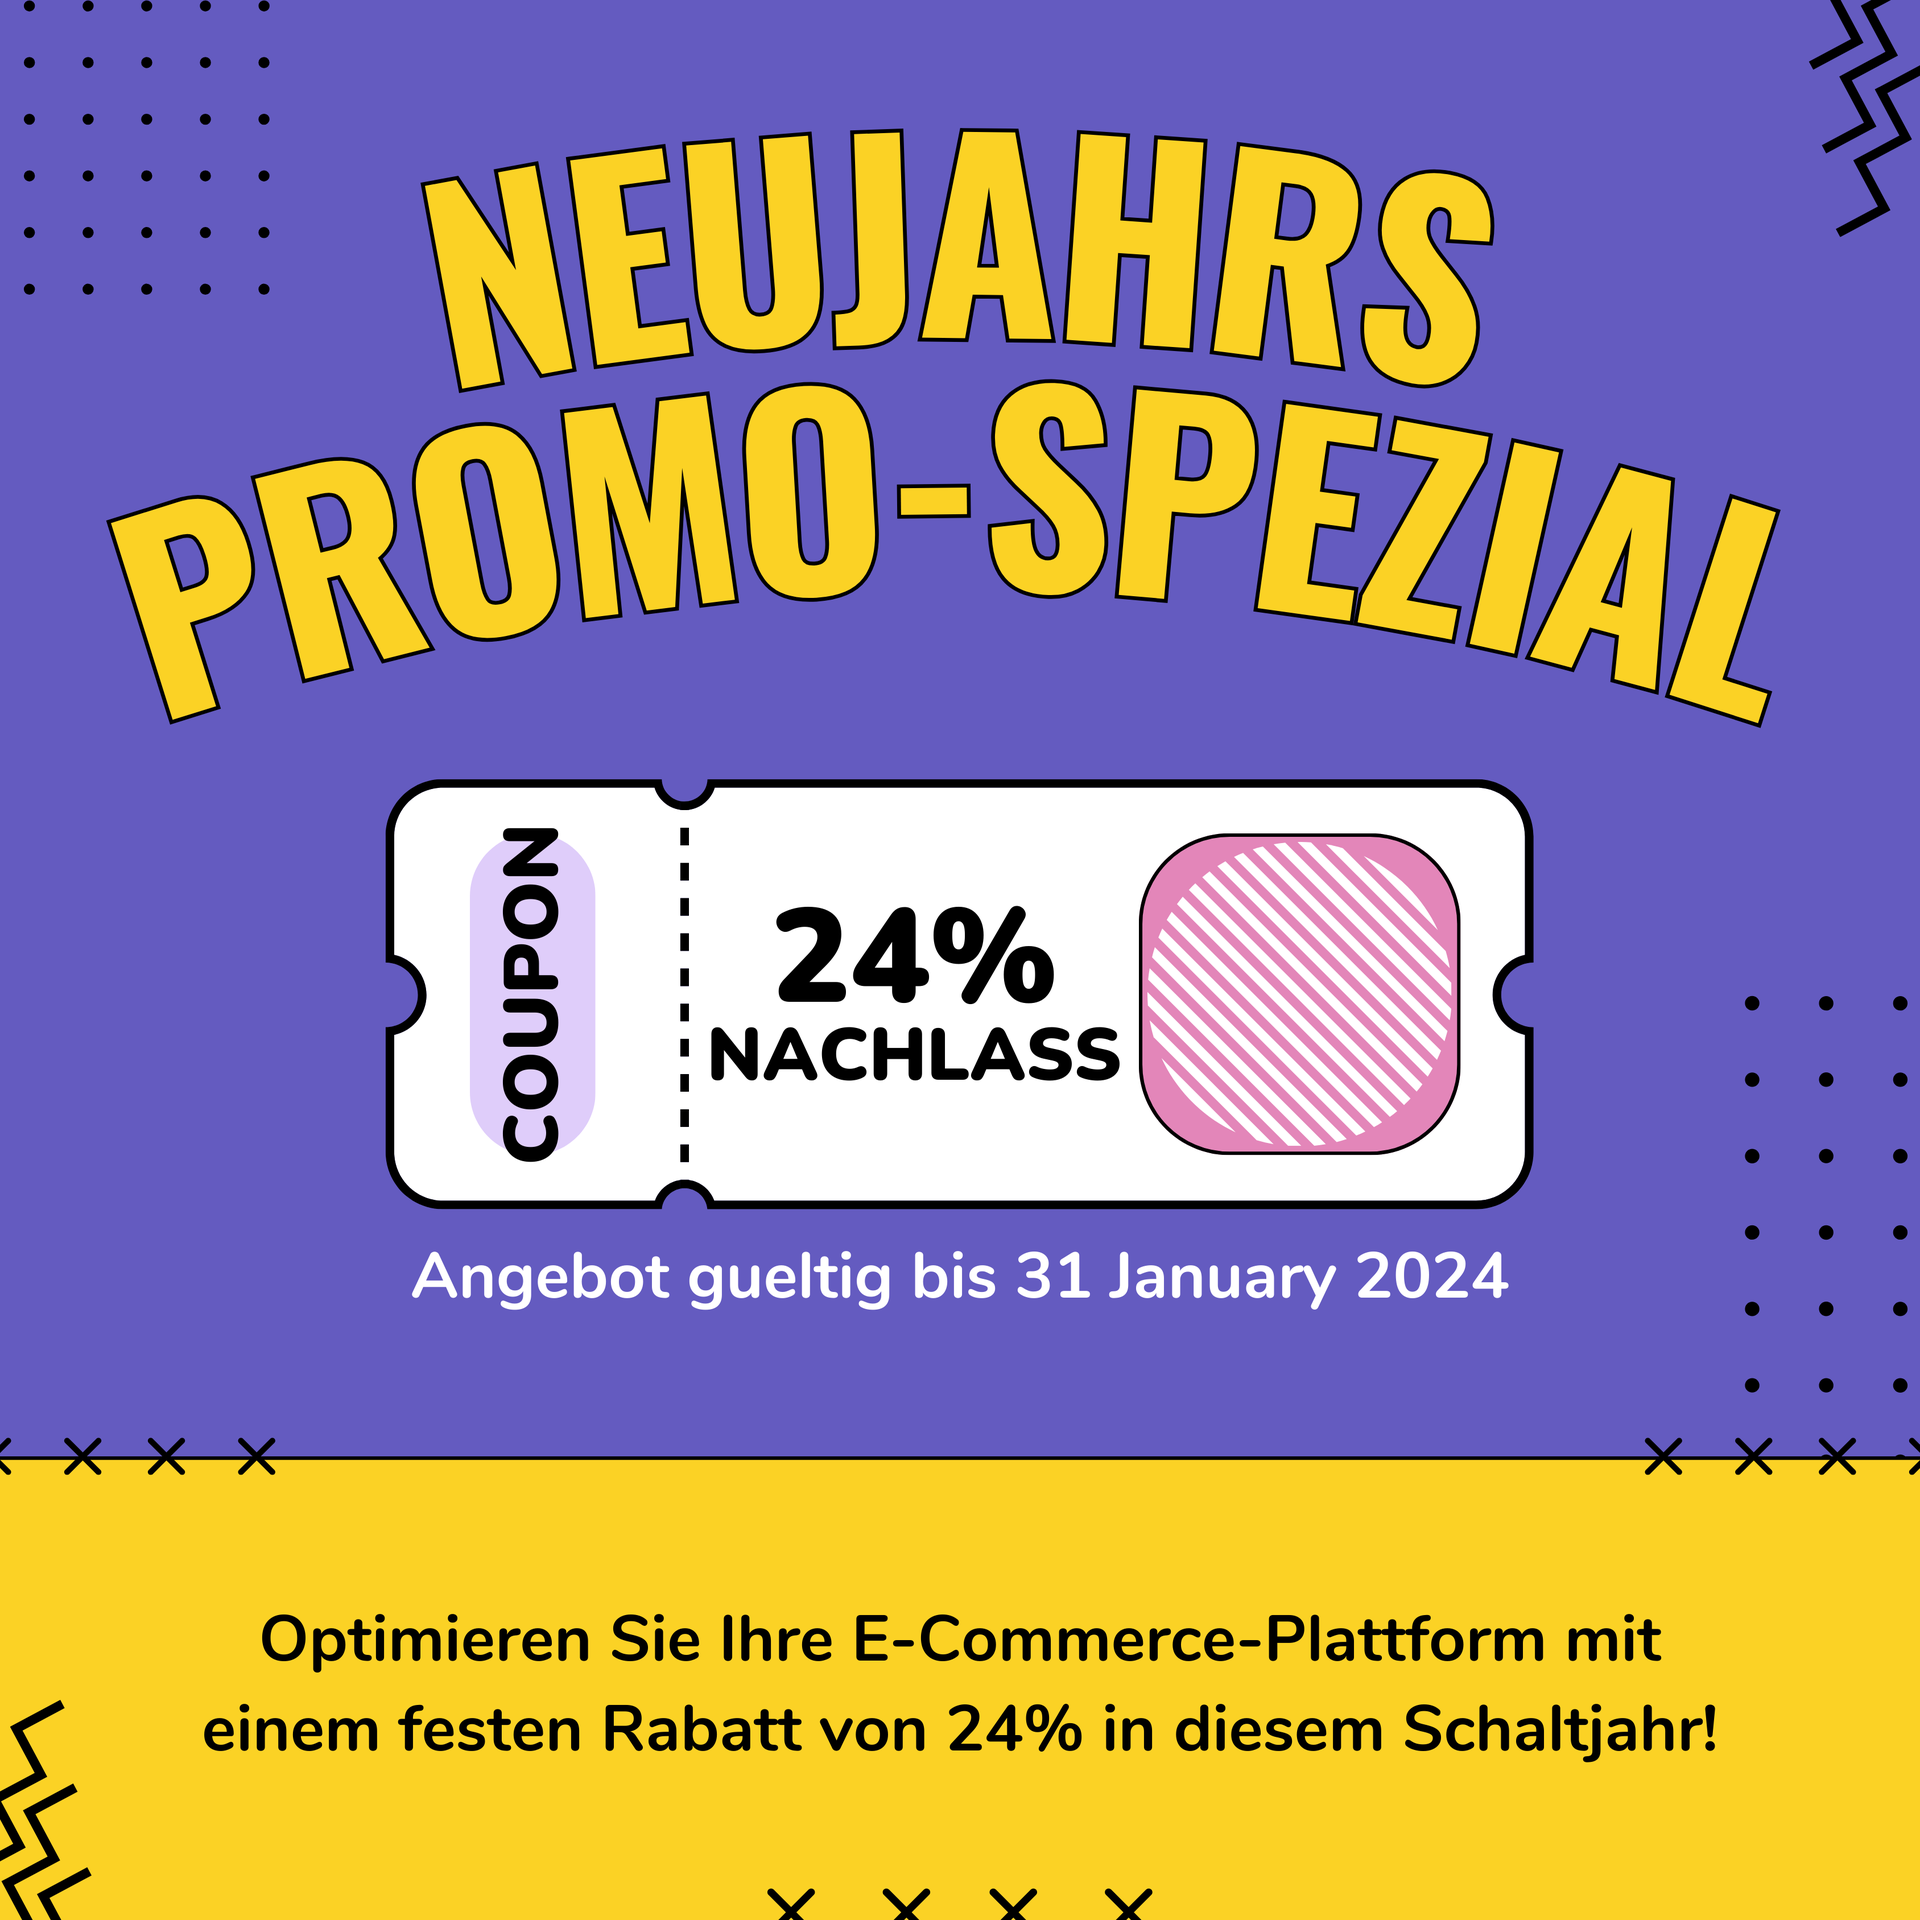 NEUJAHRS
PROMO-SPEZIAL
COUPON
24%
NACHLASS
Angebot gueltig bis 31 January 2024
Optimieren Sie Ihre E-Commerce-Plattform mit
einem festen Rabatt von 24% in diesem Schaltjahr!